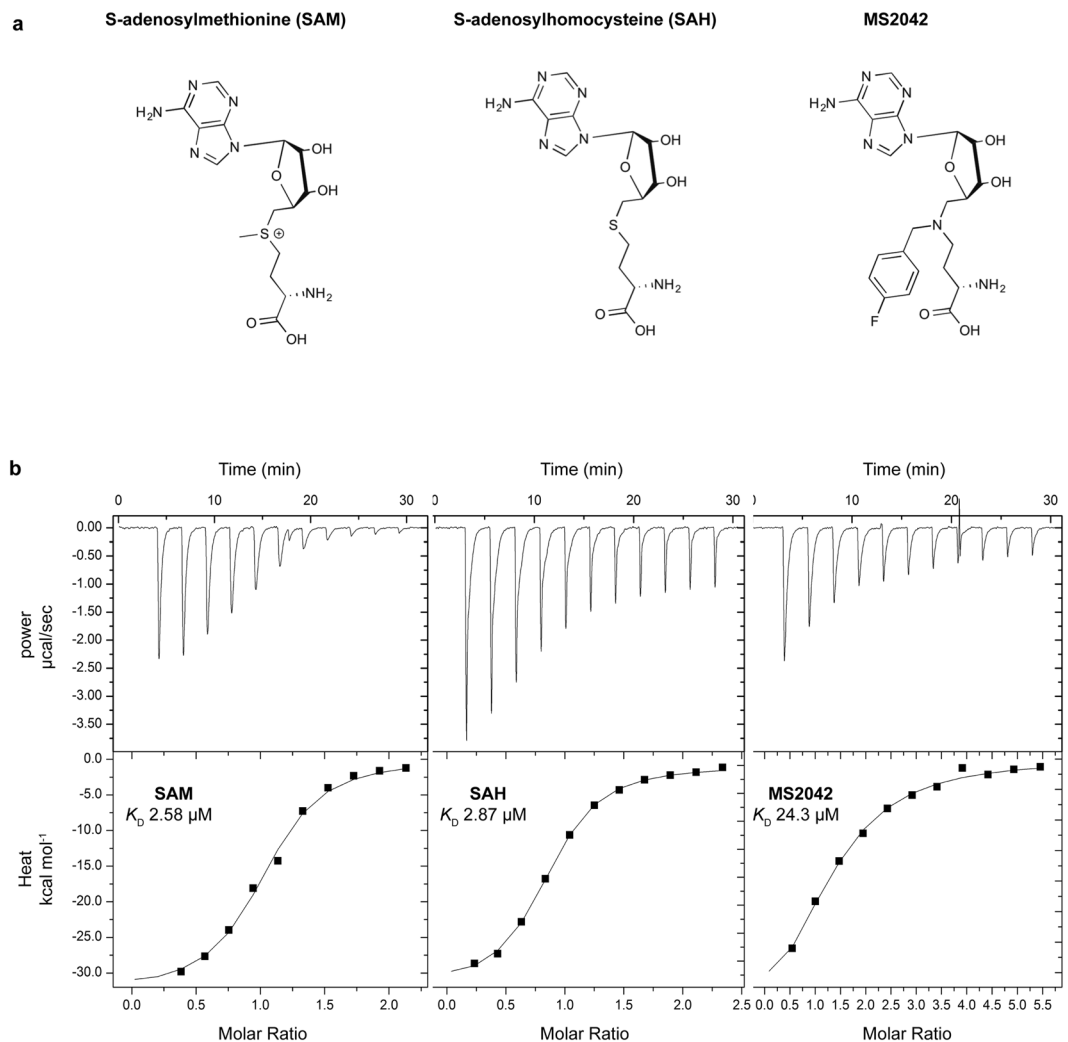 a
S-adenosylmethionine (SAM)
S-adenosylhomocysteine (SAH)
MS2042
N
N
H₂N
N
N
OH
O
OH
S ⊕
NH₂
O
OH
N
N
H₂N
N
N
OH
O
OH
S
NH₂
O
OH
N
N
H₂N
N
N
OH
O
OH
N
F
NH₂
O
OH
b
Time (min)
Time (min)
Time (min)
0 10 20 30
0 10 20 30
0 10 20 30
0.00
-0.50
-1.00
-1.50
-2.00
-2.50
-3.00
-3.50
power
µcal/sec
0.0
-5.0
-10.0
-15.0
-20.0
-25.0
-30.0
Heat
kcal mol⁻¹
SAM
K_D 2.58 µM
SAH
K_D 2.87 µM
MS2042
K_D 24.3 µM
0.0 0.5 1.0 1.5 2.0
0.0 0.5 1.0 1.5 2.0 2.5
0.0 0.5 1.0 1.5 2.0 2.5 3.0 3.5 4.0 4.5 5.0 5.5
Molar Ratio
Molar Ratio
Molar Ratio